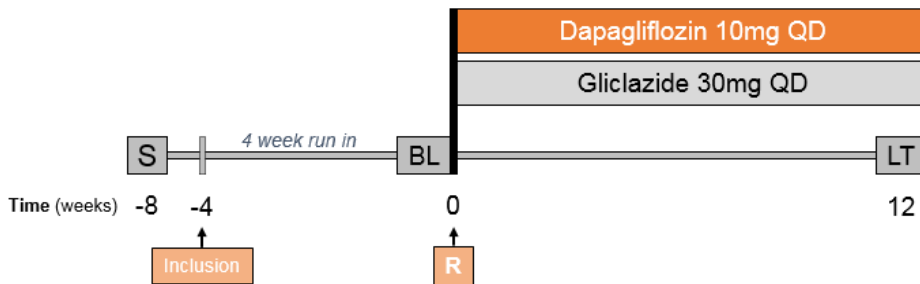 Dapagliflozin 10mg QD
Gliclazide 30mg QD
4 week run in
S
BL
LT
Time (weeks) -8 -4 0 12
Inclusion
R